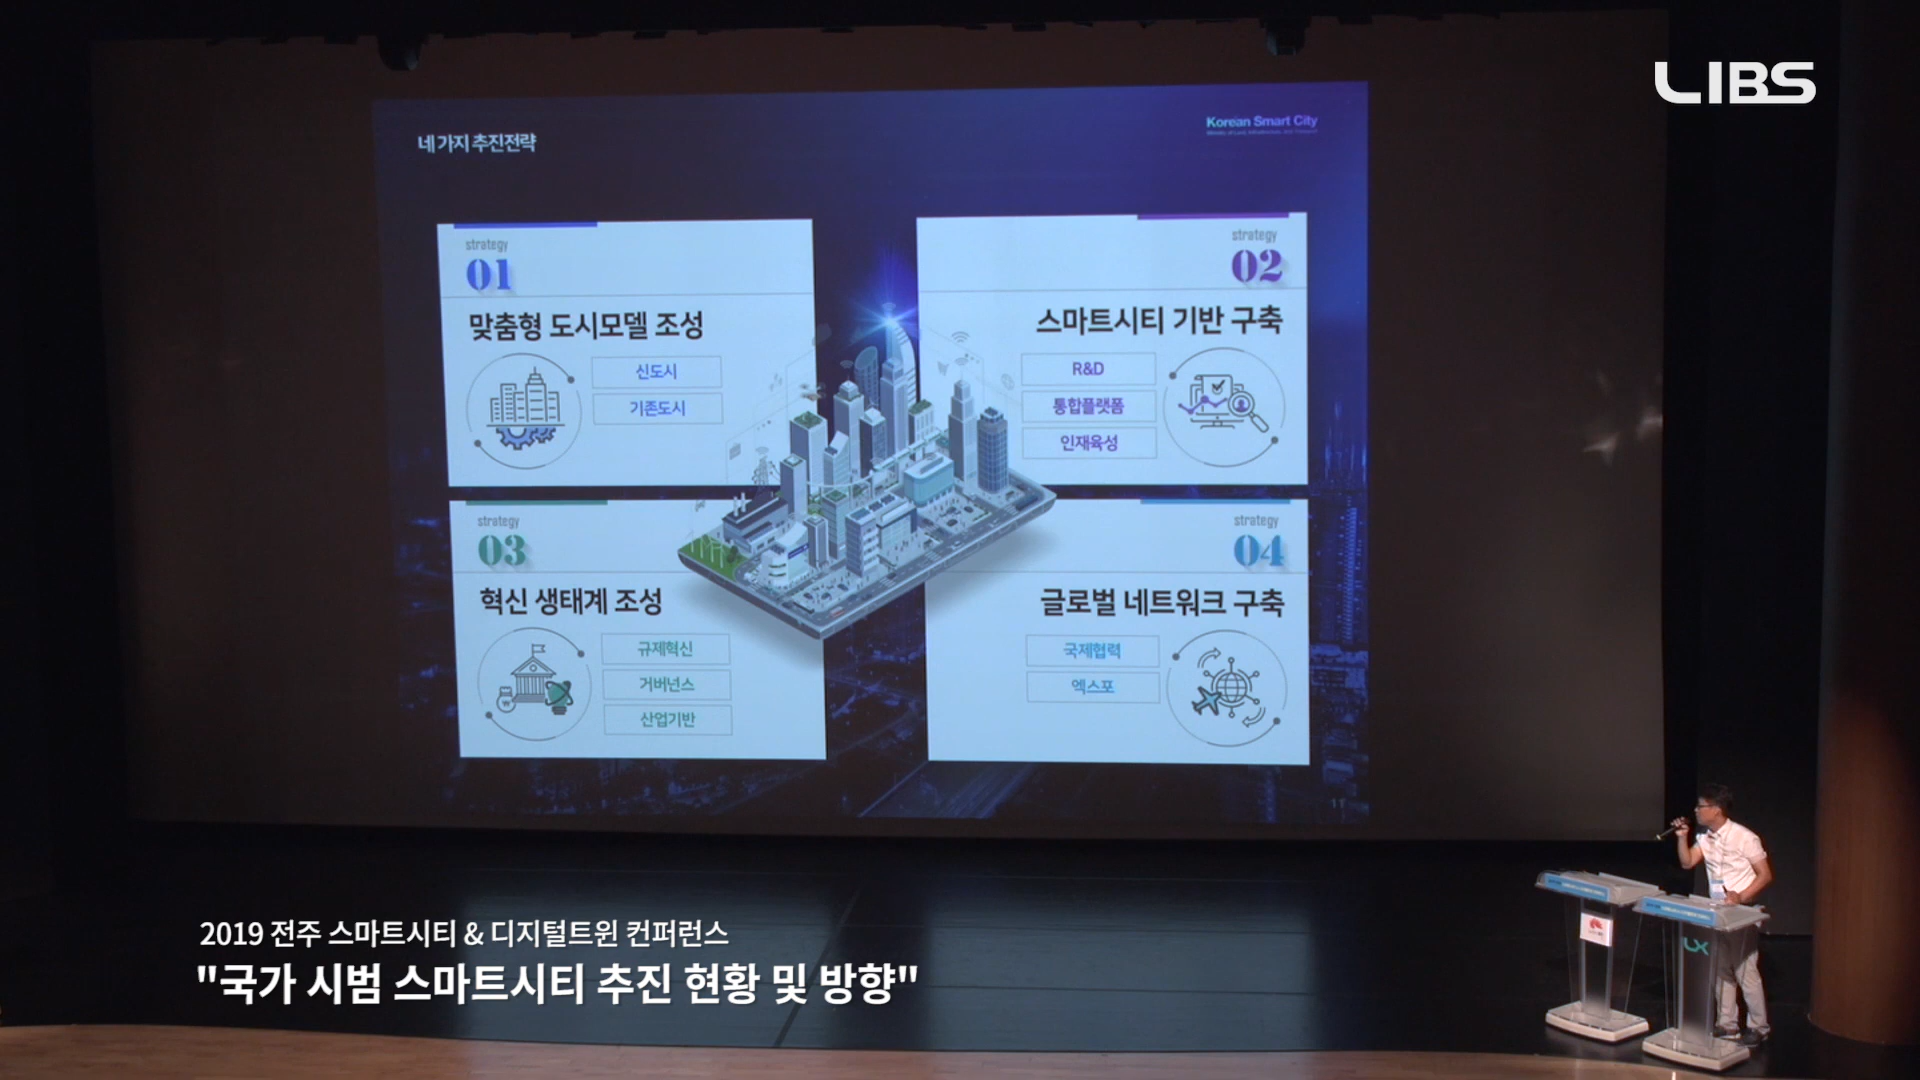 LIBS
네 가지 추진전략
Korean Smart City
strategy
01
맞춤형 도시모델 조성
신도시
기존도시
strategy
02
스마트시티 기반 구축
R&D
통합플랫폼
인재육성
strategy
03
혁신 생태계 조성
규제혁신
거버넌스
산업기반
strategy
04
글로벌 네트워크 구축
국제협력
엑스포
11
LX
2019 전주 스마트시티 & 디지털트윈 컨퍼런스
"국가 시범 스마트시티 추진 현황 및 방향"